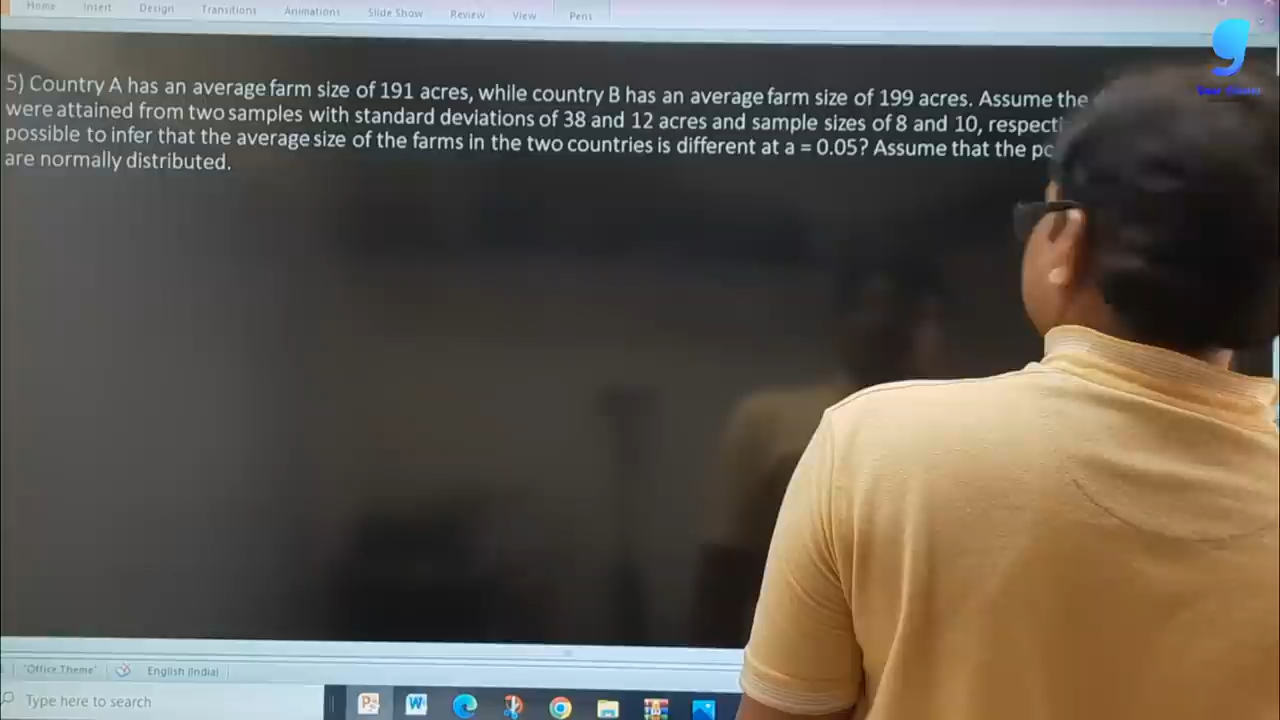 Home Insert Design Transitions Animations Slide Show Review View Pens
5) Country A has an average farm size of 191 acres, while country B has an average farm size of 199 acres. Assume the
were attained from two samples with standard deviations of 38 and 12 acres and sample sizes of 8 and 10, respecti
possible to infer that the average size of the farms in the two countries is different at a = 0.05? Assume that the po
are normally distributed.
"Office Theme" English (India)
Type here to search